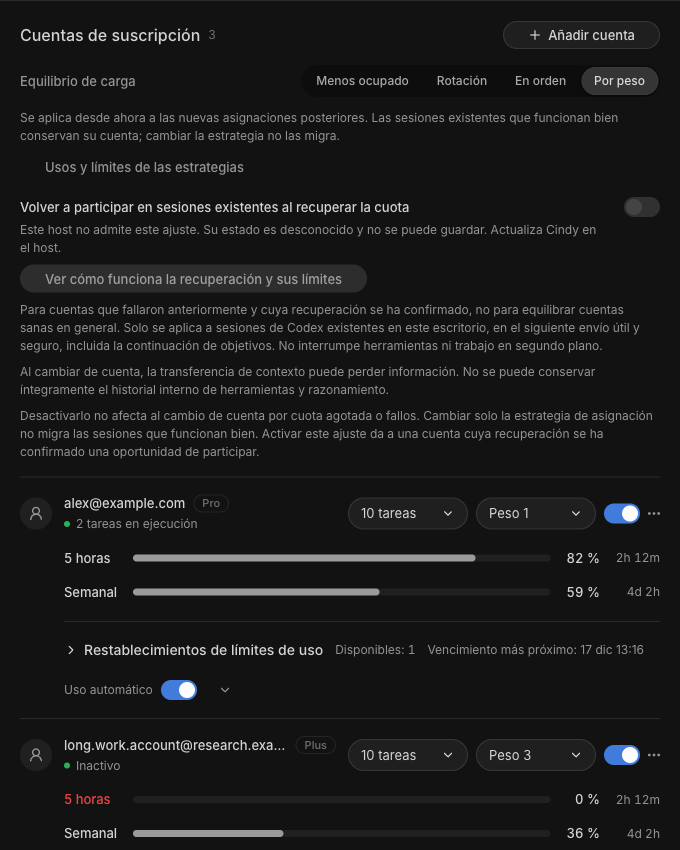 Cuentas de suscripción 3
+ Añadir cuenta
Equilibrio de carga
Menos ocupado
Rotación
En orden
Por peso
Se aplica desde ahora a las nuevas asignaciones posteriores. Las sesiones existentes que funcionan bien
conservan su cuenta; cambiar la estrategia no las migra.
Usos y límites de las estrategias
Volver a participar en sesiones existentes al recuperar la cuota
Este host no admite este ajuste. Su estado es desconocido y no se puede guardar. Actualiza Cindy en
el host.
Ver cómo funciona la recuperación y sus límites
Para cuentas que fallaron anteriormente y cuya recuperación se ha confirmado, no para equilibrar cuentas
sanas en general. Solo se aplica a sesiones de Codex existentes en este escritorio, en el siguiente envío útil y
seguro, incluida la continuación de objetivos. No interrumpe herramientas ni trabajo en segundo plano.
Al cambiar de cuenta, la transferencia de contexto puede perder información. No se puede conservar
íntegramente el historial interno de herramientas y razonamiento.
Desactivarlo no afecta al cambio de cuenta por cuota agotada o fallos. Cambiar solo la estrategia de asignación
no migra las sesiones que funcionan bien. Activar este ajuste da a una cuenta cuya recuperación se ha
confirmado una oportunidad de participar.
alex@example.com Pro
2 tareas en ejecución
10 tareas
Peso 1
5 horas 82 % 2h 12m
Semanal 59 % 4d 2h
Restablecimientos de límites de uso Disponibles: 1 Vencimiento más próximo: 17 dic 13:16
Uso automático
long.work.account@research.exa... Plus
Inactivo
10 tareas
Peso 3
5 horas 0 % 2h 12m
Semanal 36 % 4d 2h